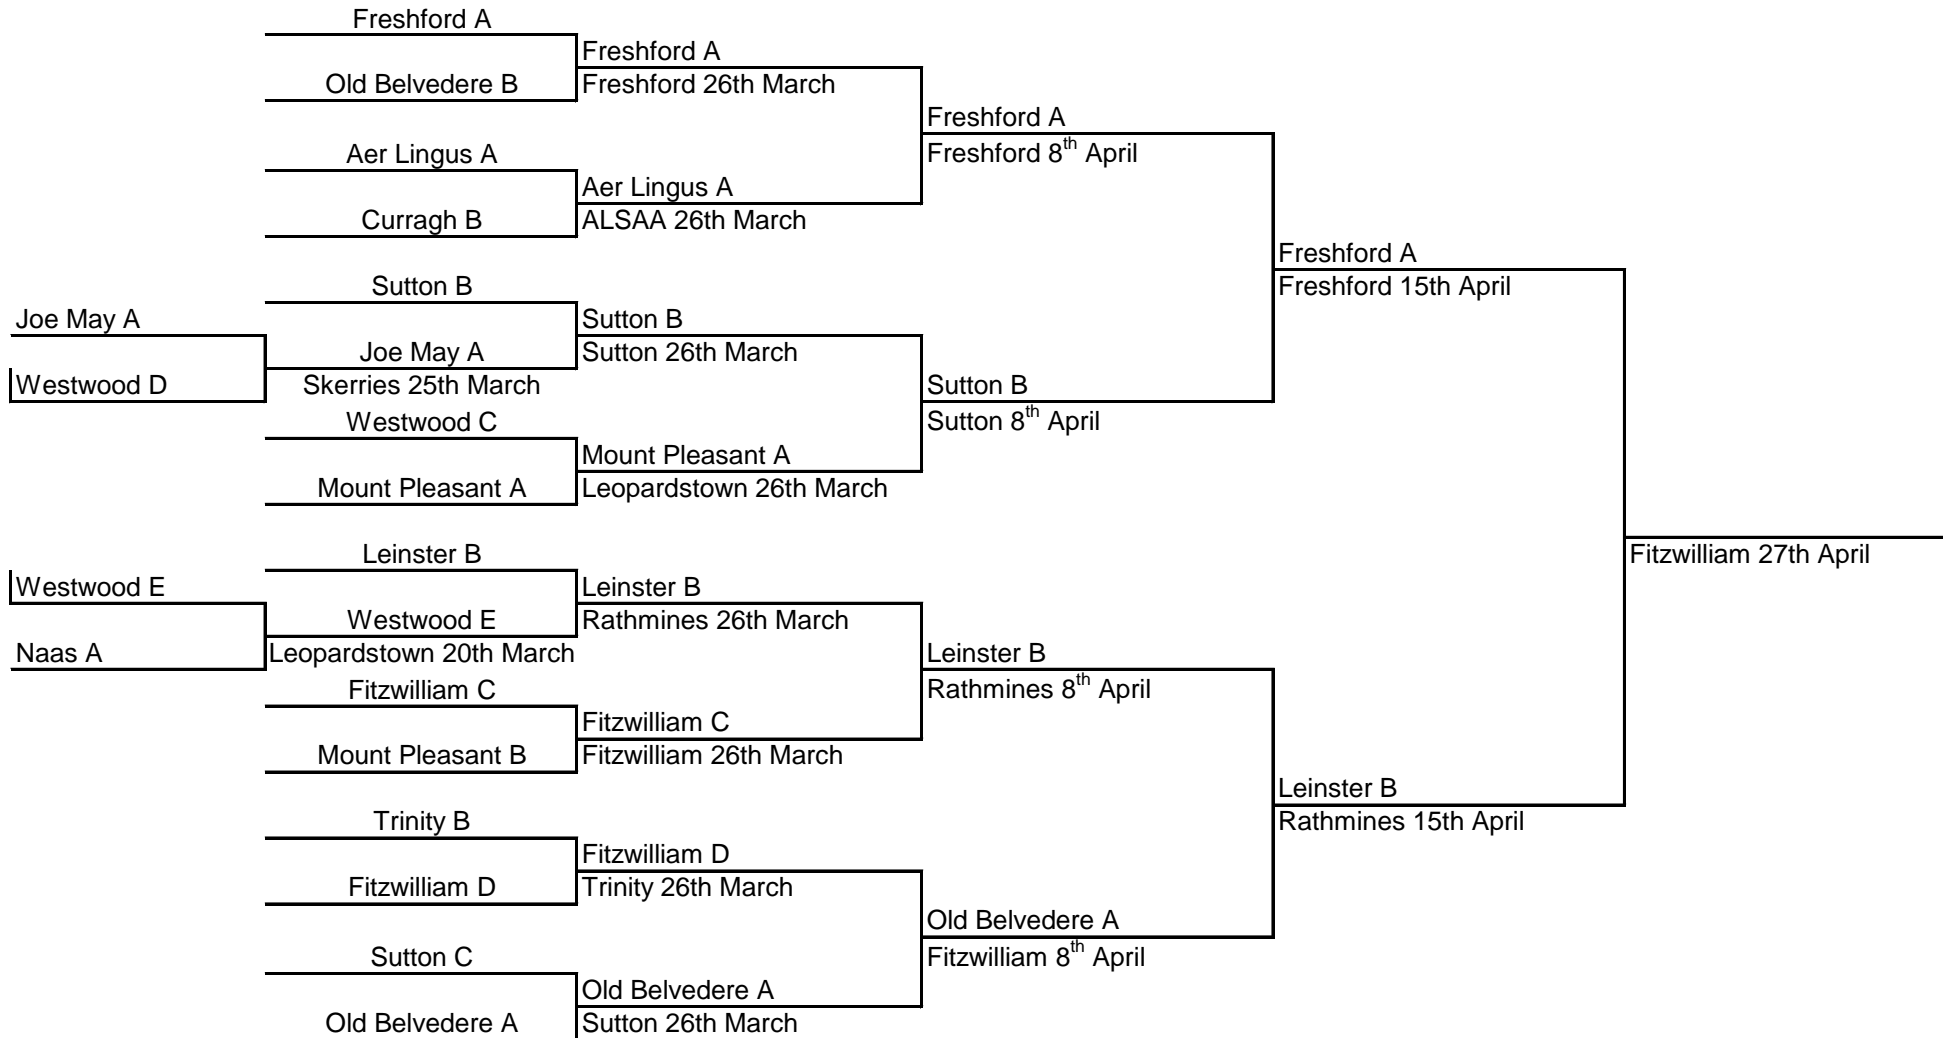 Freshford A
Freshford A
Old Belvedere B
Freshford 26th March
Freshford A
Aer Lingus A
Freshford 8th April
Aer Lingus A
Curragh B
ALSAA 26th March
Freshford A
Sutton B
Freshford 15th April
Joe May A
Sutton B
Joe May A
Sutton 26th March
Westwood D
Skerries 25th March
Sutton B
Westwood C
Sutton 8th April
Mount Pleasant A
Mount Pleasant A
Leopardstown 26th March
Leinster B
Fitzwilliam 27th April
Westwood E
Leinster B
Westwood E
Rathmines 26th March
Naas A
Leopardstown 20th March
Leinster B
Fitzwilliam C
Rathmines 8th April
Fitzwilliam C
Mount Pleasant B
Fitzwilliam 26th March
Leinster B
Trinity B
Rathmines 15th April
Fitzwilliam D
Fitzwilliam D
Trinity 26th March
Old Belvedere A
Sutton C
Fitzwilliam 8th April
Old Belvedere A
Old Belvedere A
Sutton 26th March